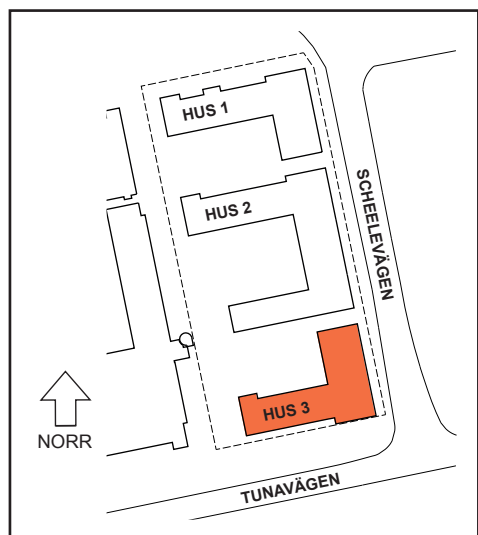 HUS 1
HUS 2
SCHEELEVÄGEN
HUS 3
NORR
TUNAVÄGEN